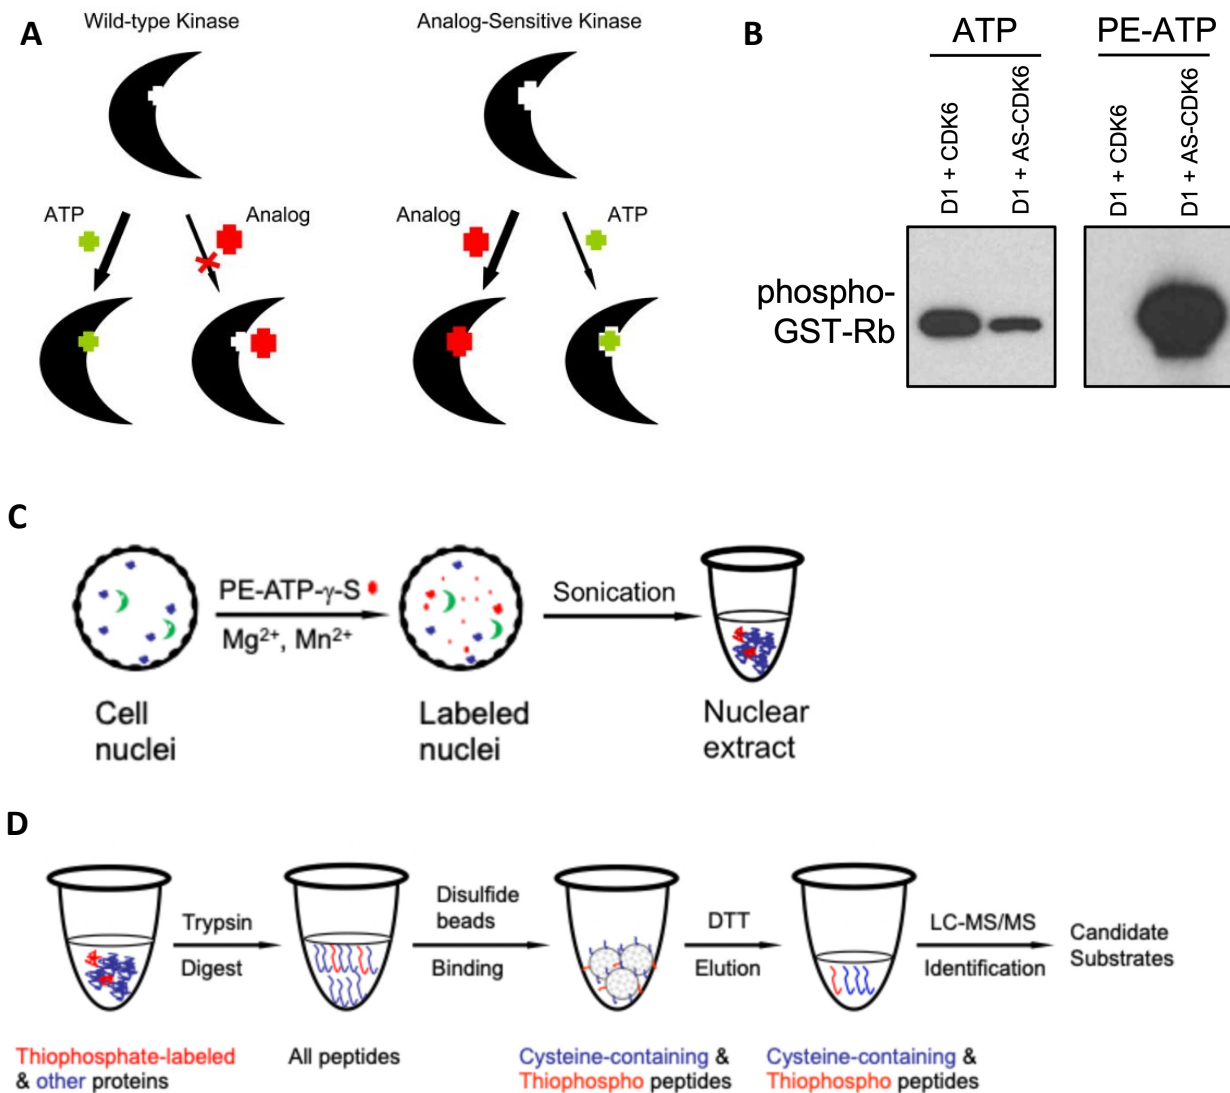 A
Wild-type Kinase
Analog-Sensitive Kinase
ATP
Analog
Analog
ATP
B
ATP
PE-ATP
D1 + CDK6
D1 + AS-CDK6
D1 + CDK6
D1 + AS-CDK6
phospho-
GST-Rb
C
PE-ATP-γ-S
Mg²⁺, Mn²⁺
Sonication
Cell
nuclei
Labeled
nuclei
Nuclear
extract
D
Trypsin
Digest
Disulfide
beads
Binding
DTT
Elution
LC-MS/MS
Identification
Candidate
Substrates
Thiophosphate-labeled
& other proteins
All peptides
Cysteine-containing &
Thiophospho peptides
Cysteine-containing &
Thiophospho peptides